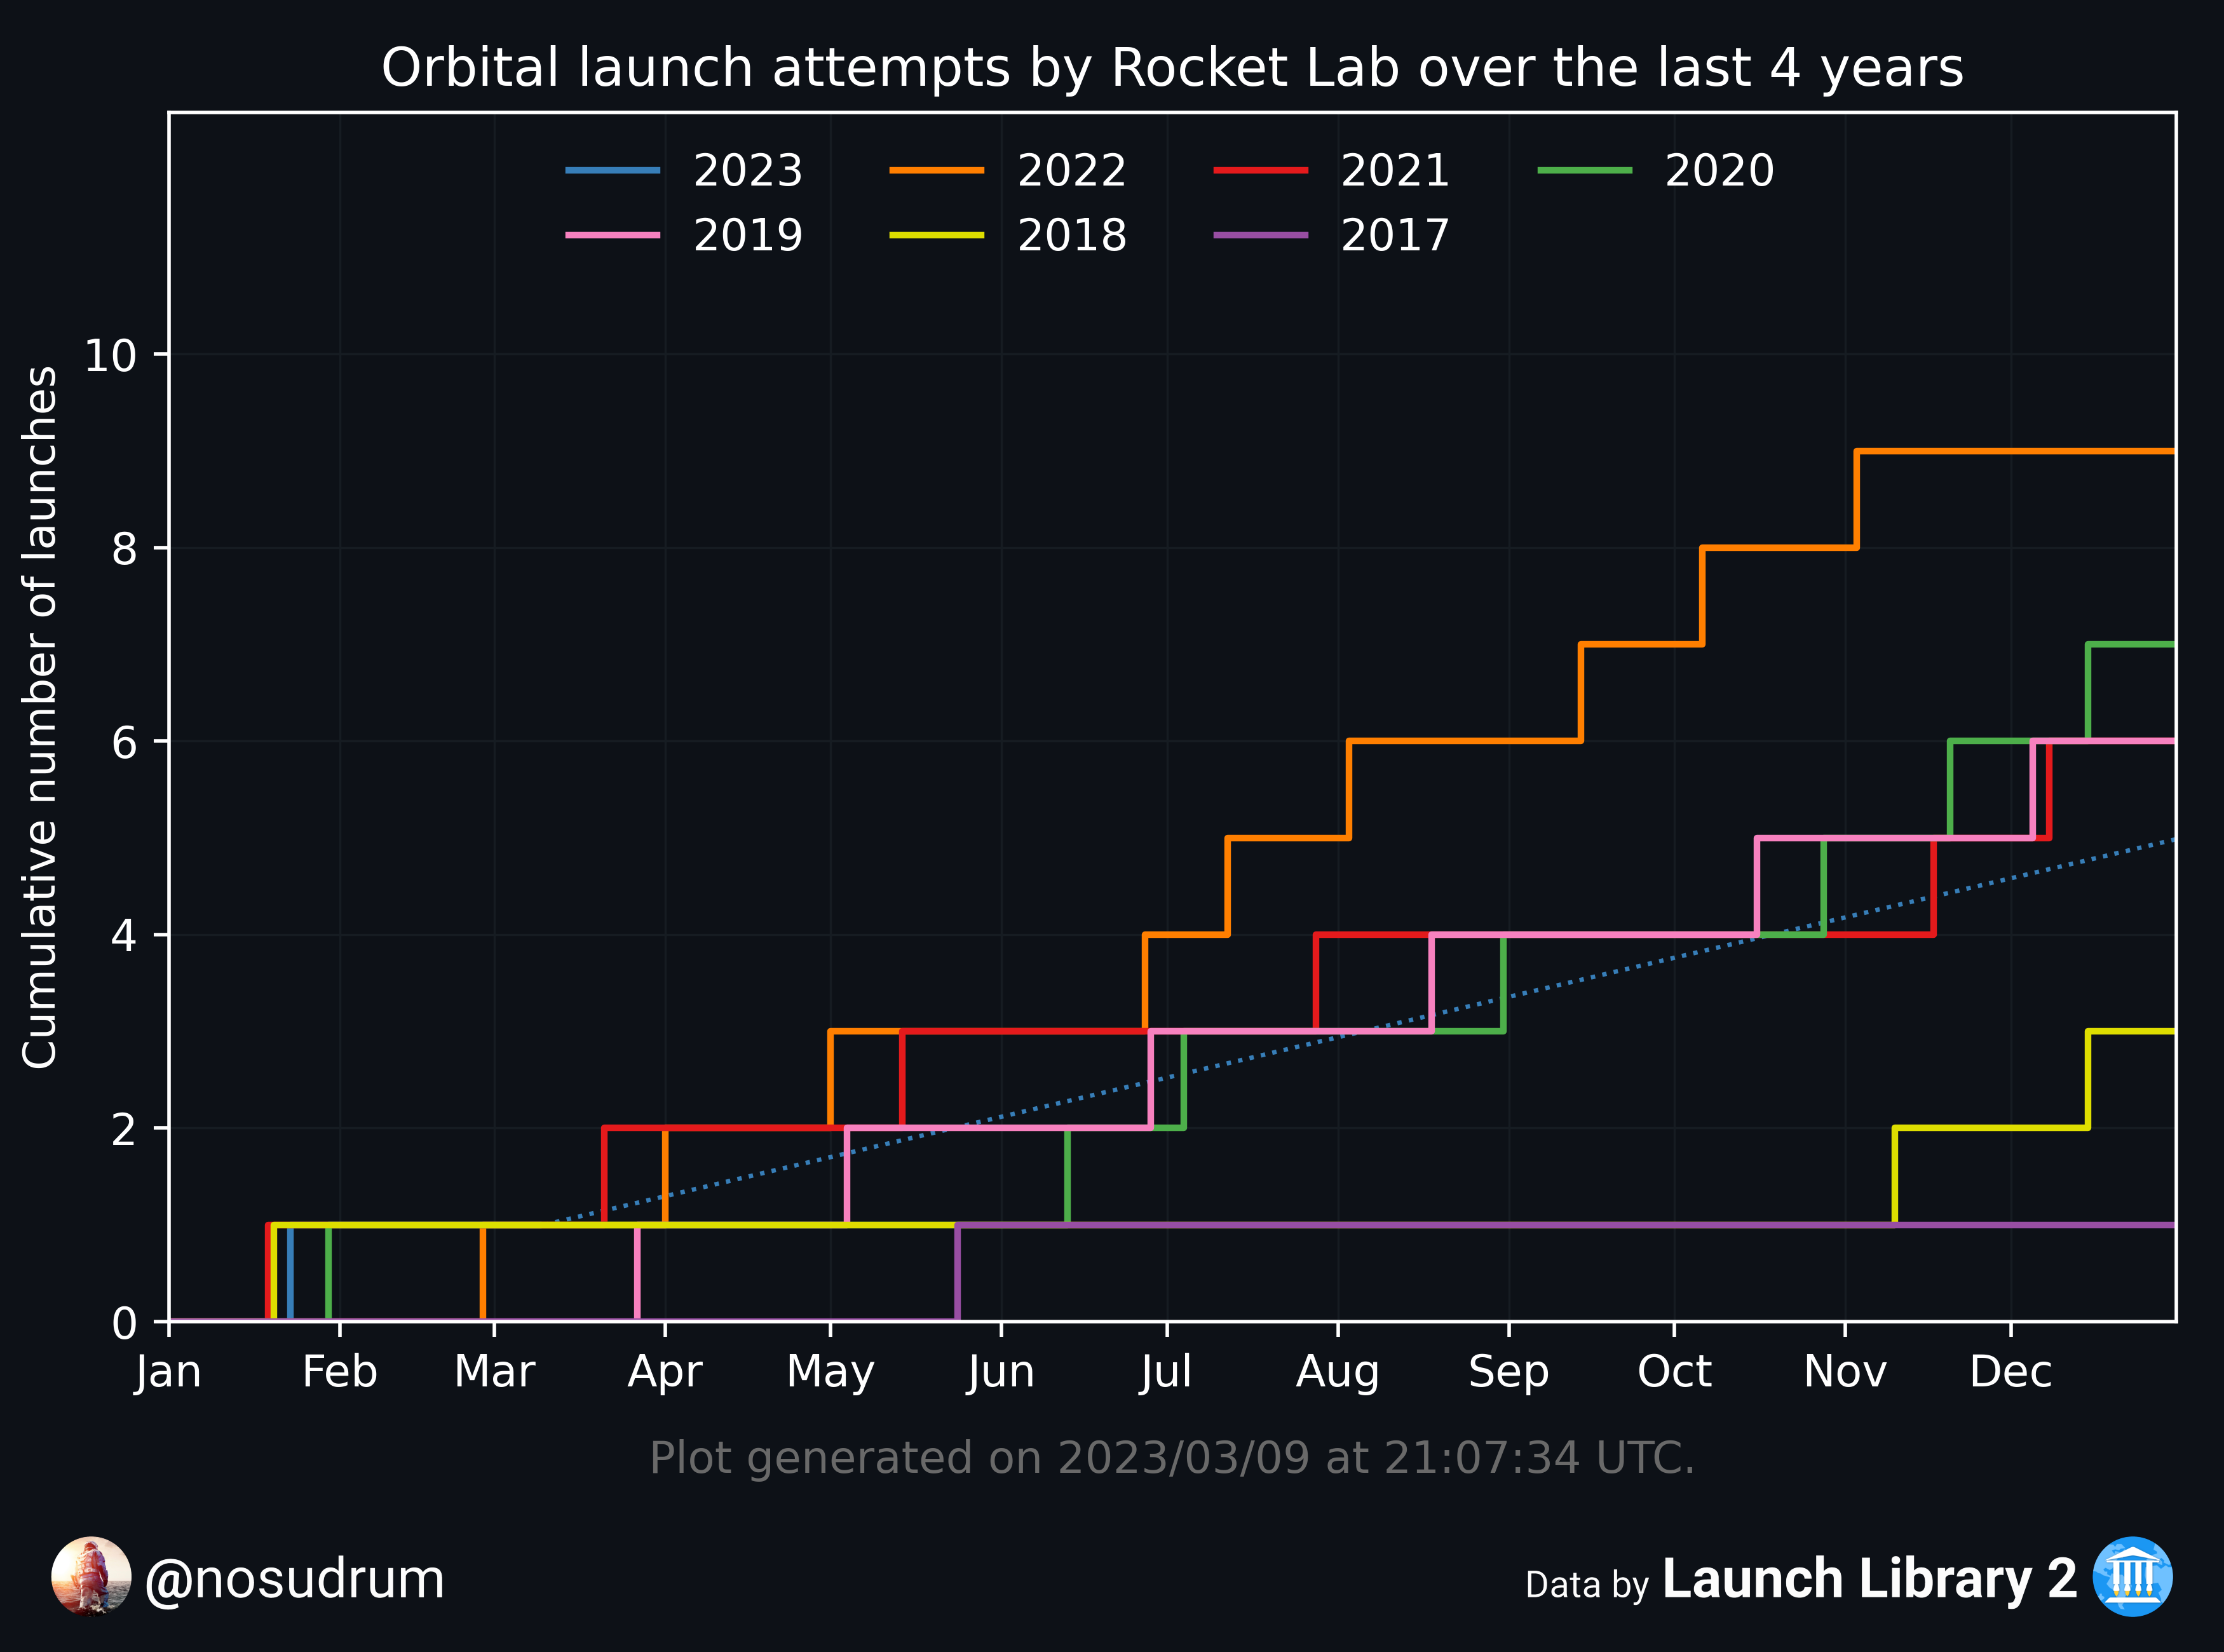 Orbital launch attempts by Rocket Lab over the last 4 years
2023 2022 2021 2020
2019 2018 2017
Cumulative number of launches
10
8
6
4
2
0
Jan Feb Mar Apr May Jun Jul Aug Sep Oct Nov Dec
Plot generated on 2023/03/09 at 21:07:34 UTC.
@nosudrum
Data by Launch Library 2